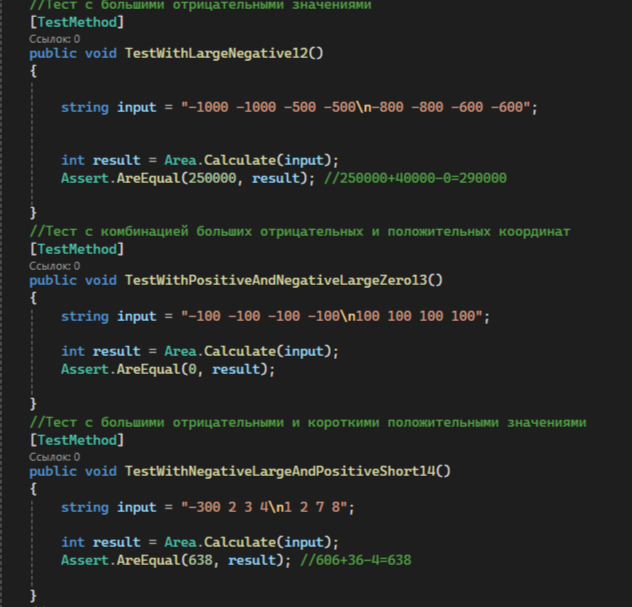 //Тест с большими отрицательными значениями
[TestMethod]
Ссылок: 0
public void TestWithLargeNegative12()
{
string input = "-1000 -1000 -500 -500\n-800 -800 -600 -600";
int result = Area.Calculate(input);
Assert.AreEqual(250000, result); //250000+40000-0=290000
}
//Тест с комбинацией больших отрицательных и положительных координат
[TestMethod]
Ссылок: 0
public void TestWithPositiveAndNegativeLargeZero13()
{
string input = "-100 -100 -100 -100\n100 100 100 100";
int result = Area.Calculate(input);
Assert.AreEqual(0, result);
}
//Тест с большими отрицательными и короткими положительными значениями
[TestMethod]
Ссылок: 0
public void TestWithNegativeLargeAndPositiveShort14()
{
string input = "-300 2 3 4\n1 2 7 8";
int result = Area.Calculate(input);
Assert.AreEqual(638, result); //606+36-4=638
}